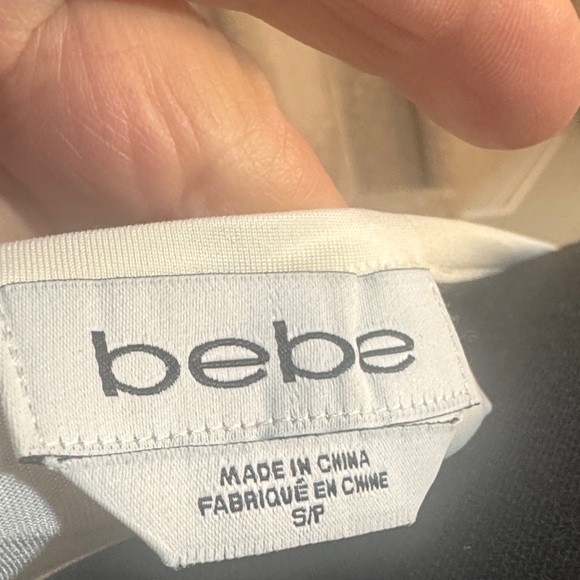 bebe
MADE IN CHINA
FABRIQUÉ EN CHINE
S/P